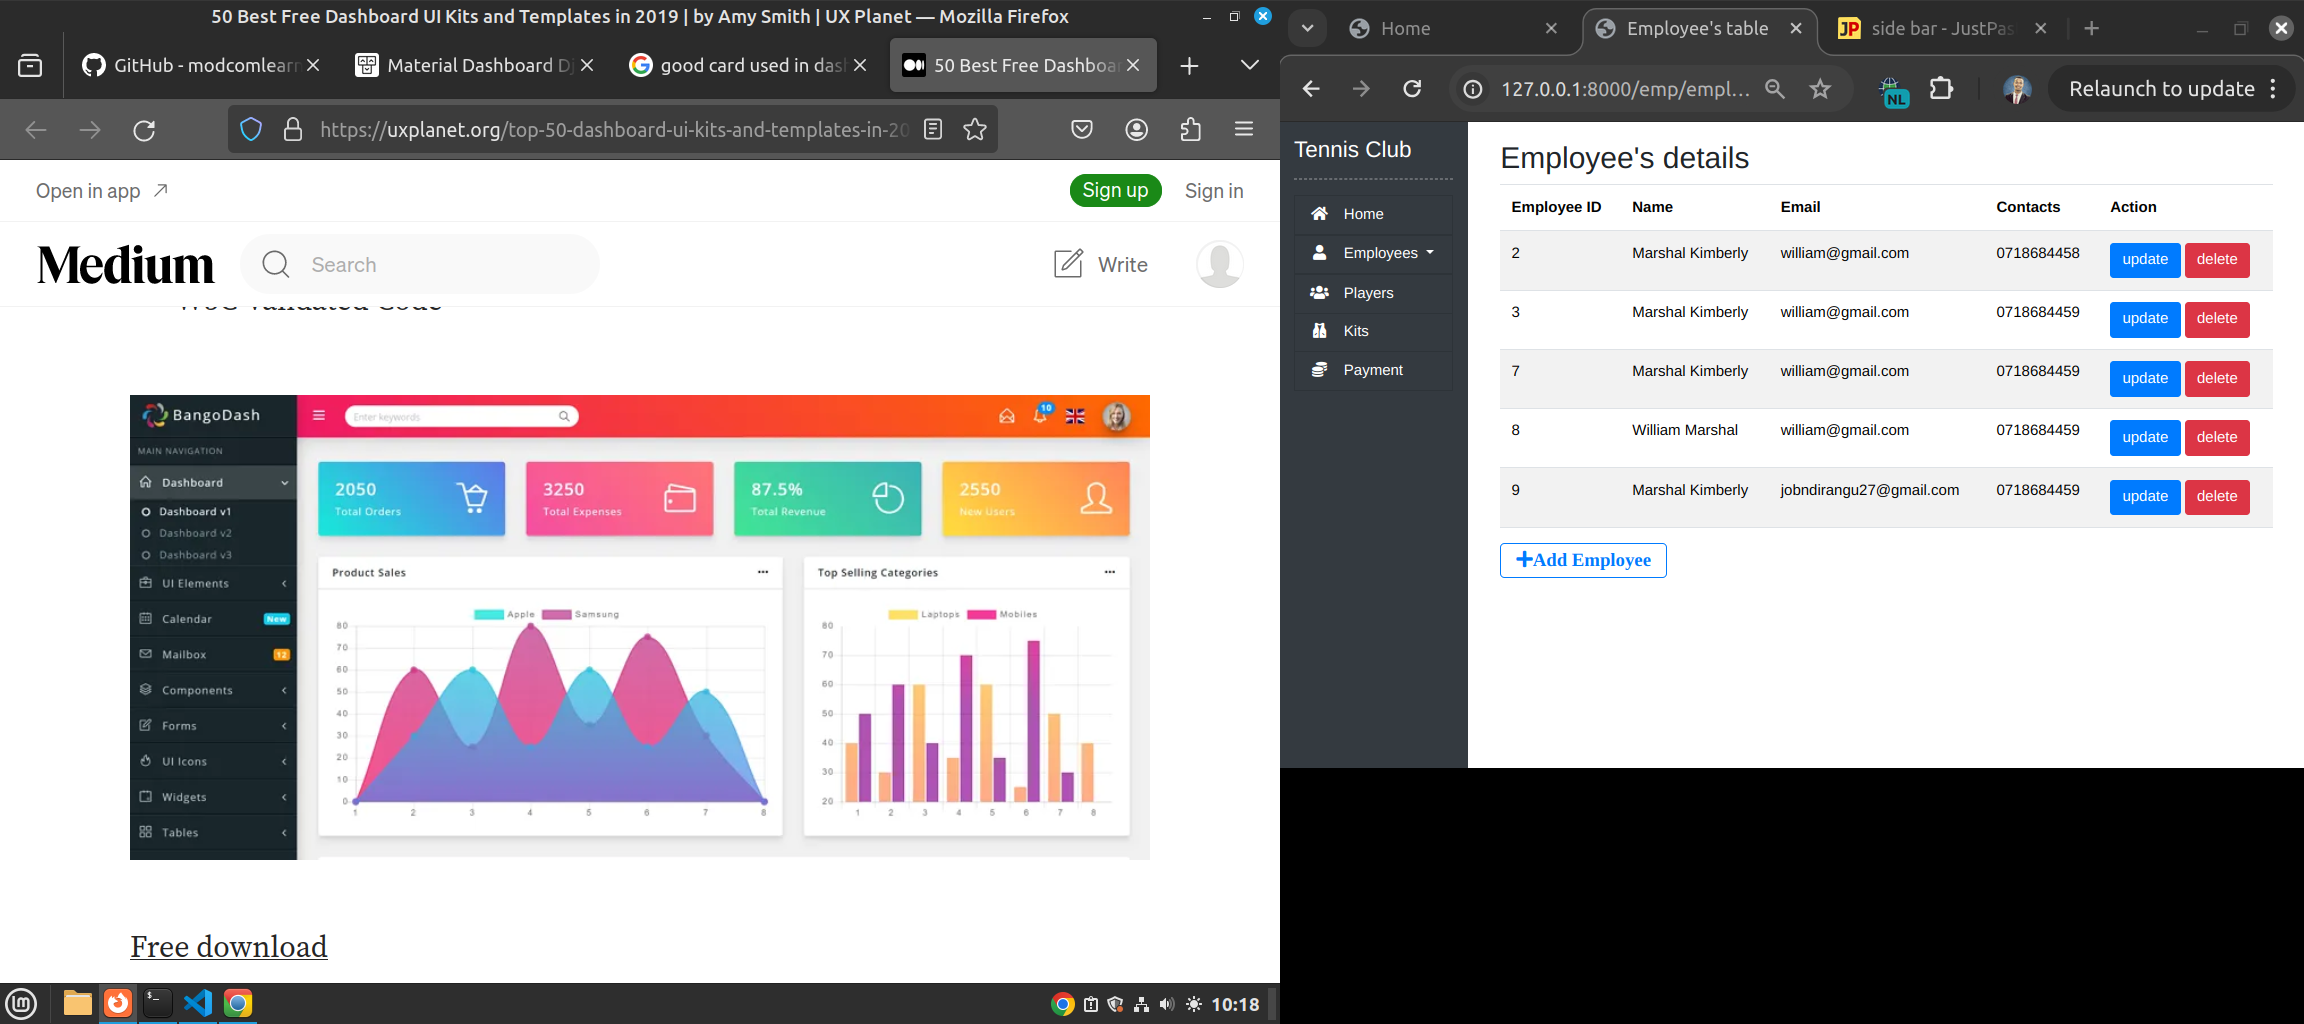 50 Best Free Dashboard UI Kits and Templates in 2019 | by Amy Smith | UX Planet — Mozilla Firefox
GitHub - modcomlearn
Material Dashboard Dj
good card used in dash
50 Best Free Dashboar
https://uxplanet.org/top-50-dashboard-ui-kits-and-templates-in-20
Open in app
Sign up
Sign in
Medium
Search
Write
W3C Validated Code
BangoDash
Enter keywords
10
MAIN NAVIGATION
Dashboard
Dashboard v1
Dashboard v2
Dashboard v3
UI Elements
Calendar New
Mailbox 12
Components
Forms
UI Icons
Widgets
Tables
2050
Total Orders
3250
Total Expenses
87.5%
Total Revenue
2550
New Users
Product Sales
Apple Samsung
80
70
60
50
40
30
20
10
0
1 2 3 4 5 6 7 8
Top Selling Categories
Laptops Mobiles
80
70
60
50
40
30
20
1 2 3 4 5 6 7 8
Free download
10:18
Home
Employee's table
JP side bar - JustPas
127.0.0.1:8000/emp/empl...
NL
Relaunch to update
Tennis Club
Home
Employees
Players
Kits
Payment
Employee's details
Employee ID Name Email Contacts Action
2 Marshal Kimberly william@gmail.com 0718684458 update delete
3 Marshal Kimberly william@gmail.com 0718684459 update delete
7 Marshal Kimberly william@gmail.com 0718684459 update delete
8 William Marshal william@gmail.com 0718684459 update delete
9 Marshal Kimberly jobndirangu27@gmail.com 0718684459 update delete
+Add Employee